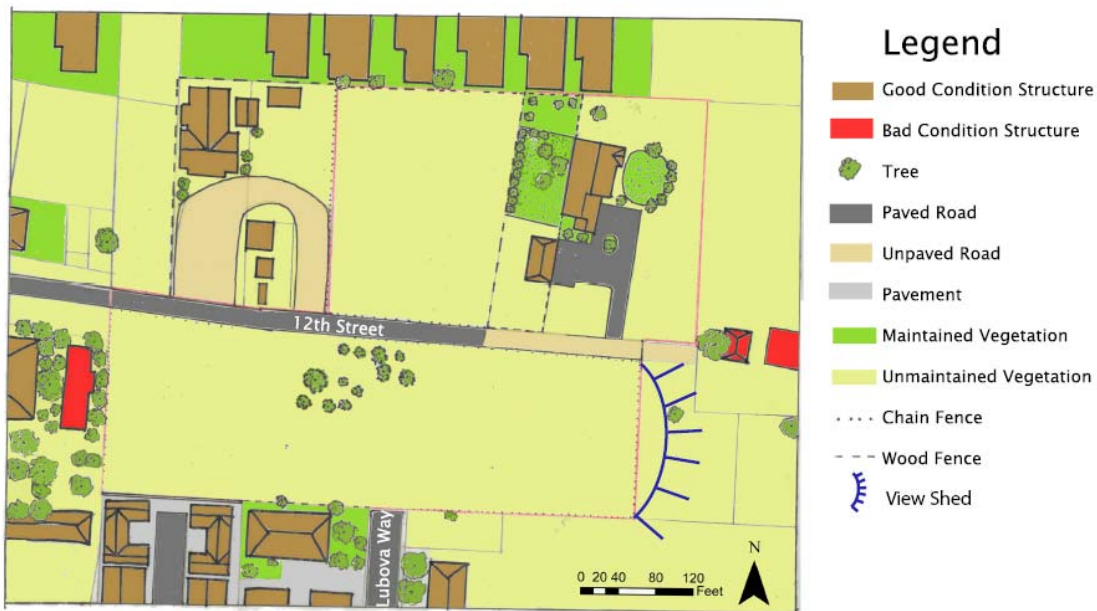 Legend
Good Condition Structure
Bad Condition Structure
Tree
Paved Road
Unpaved Road
Pavement
Maintained Vegetation
Unmaintained Vegetation
Chain Fence
Wood Fence
View Shed
12th Street
Lubova Way
N
0 20 40 80 120
Feet